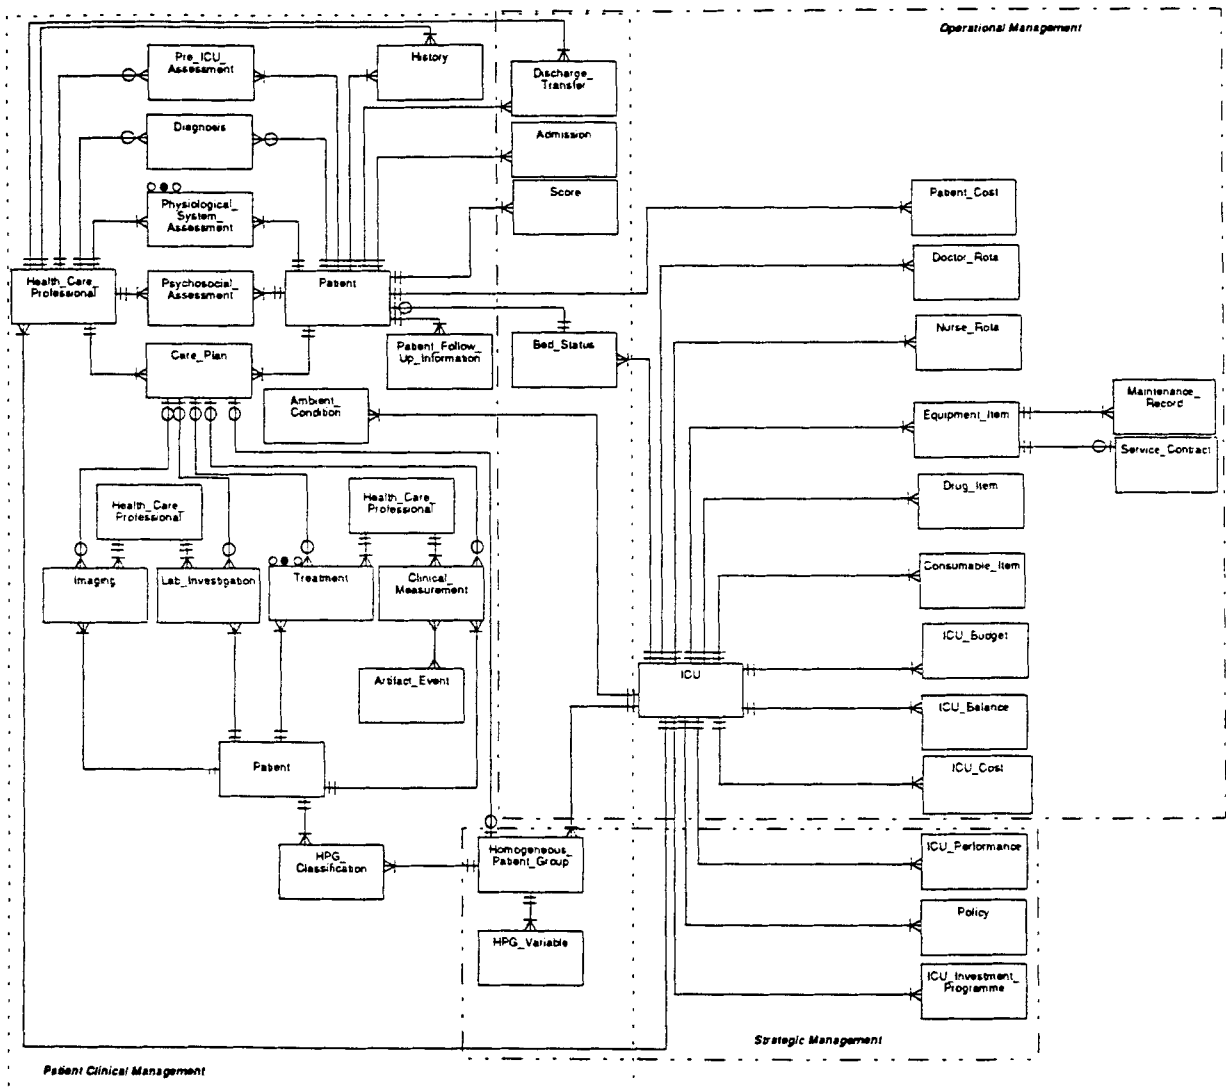 Operational Management
Pre_ICU_
Assessment
History
Discharge_
Transfer
Diagnosis
Admission
Physiological_
System_
Assessment
Score
Patient_Cost
Health_Care_
Professional
Psychosocial_
Assessment
Patient
Doctor_Rota
Nurse_Rota
Care_Plan
Patient_Follow_
Up_Information
Bed_Status
Ambient_
Condition
Equipment_Item
Maintenance_
Record
Service_Contract
Drug_Item
Health_Care_
Professional
Health_Care_
Professional
Imaging
Lab_Investigation
Treatment
Clinical_
Measurement
Consumable_Item
Artifact_Event
ICU
ICU_Budget
ICU_Balance
Patient
ICU_Cost
HPG_
Classification
Homogeneous_
Patient_Group
ICU_Performance
HPG_Variable
Policy
ICU_Investment_
Programme
Strategic Management
Patient Clinical Management